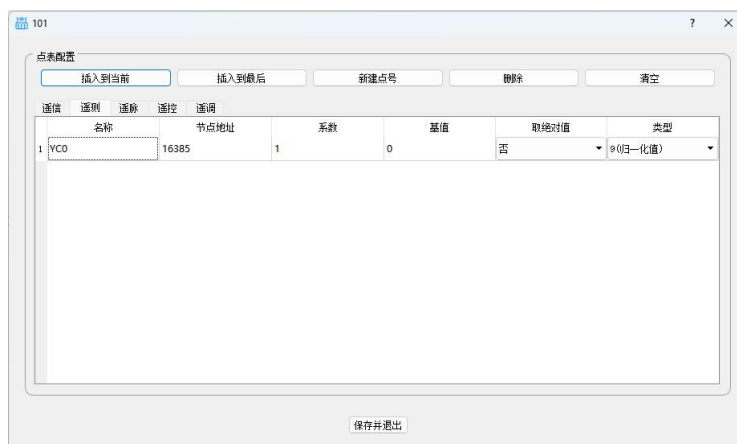 101
?
点表配置
插入到当前 插入到最后 新建点号 删除 清空
遥信 遥测 遥脉 遥控 遥调
名称 节点地址 系数 基值 取绝对值 类型
1 YC0 16385 1 0 否 9(归一化值)
保存并退出